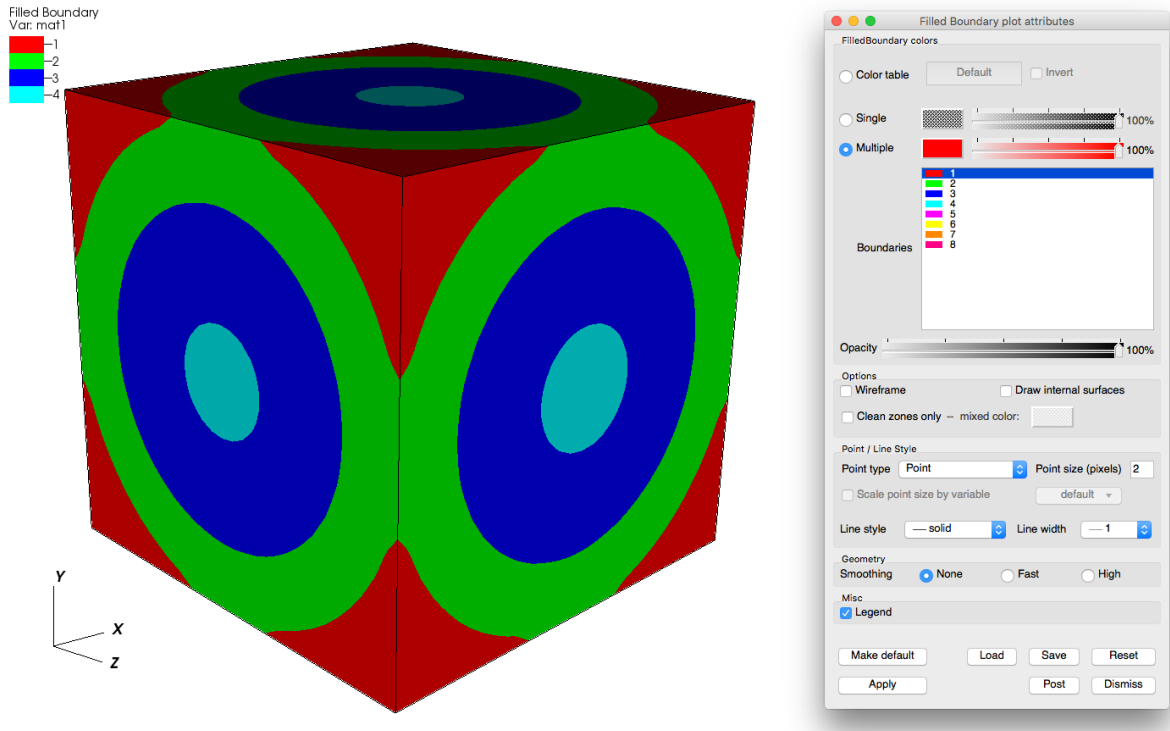 Filled Boundary
Var: mat1
1
2
3
4
Y
X
Z
Filled Boundary plot attributes
FilledBoundary colors
Color table Default Invert
Single 100%
Multiple 100%
Boundaries
1
2
3
4
5
6
7
8
Opacity 100%
Options
Wireframe Draw internal surfaces
Clean zones only -- mixed color:
Point / Line Style
Point type Point Point size (pixels) 2
Scale point size by variable default
Line style solid Line width 1
Geometry
Smoothing None Fast High
Misc
Legend
Make default Load Save Reset
Apply Post Dismiss